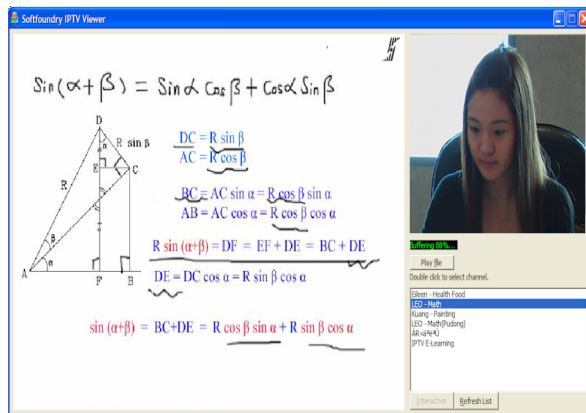 Softfoundry IPTV Viewer
Sin(α+β) = Sinα Cosβ + Cosα Sinβ
D
α
R sin β
E
C
R
β
α
A
F
B
DC = R sin β
AC = R cos β
BC = AC sin α = R cos β sin α
AB = AC cos α = R cos β cos α
R sin (α+β) = DF = EF + DE = BC + DE
DE = DC cos α = R sin β cos α
sin (α+β) = BC+DE = R cos β sin α + R sin β cos α
Buffering 88%...
Play file
Double click to select channel.
Eileen - Health Food
LEO - Math
Kuang - Painting
LEO - Math(Pudong)
IPTV E-Learning
Interactive
Refresh List